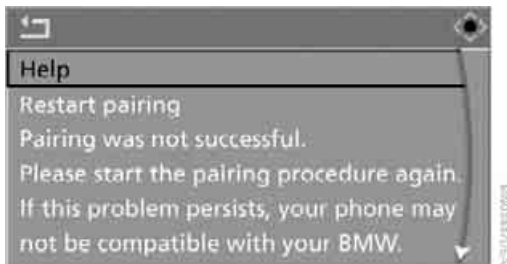 Help
Restart pairing
Pairing was not successful.
Please start the pairing procedure again.
If this problem persists, your phone may
not be compatible with your BMW.